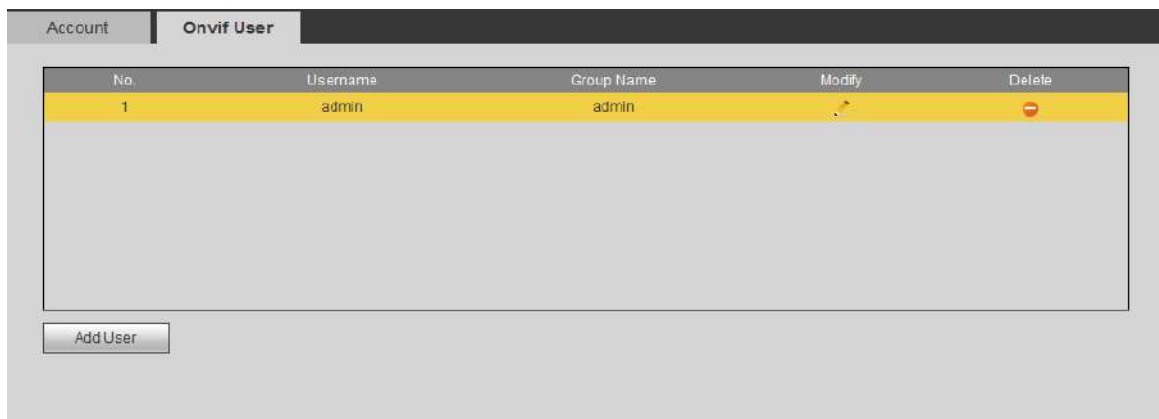 Account Onvif User
No. Username Group Name Modify Delete
1 admin admin
Add User